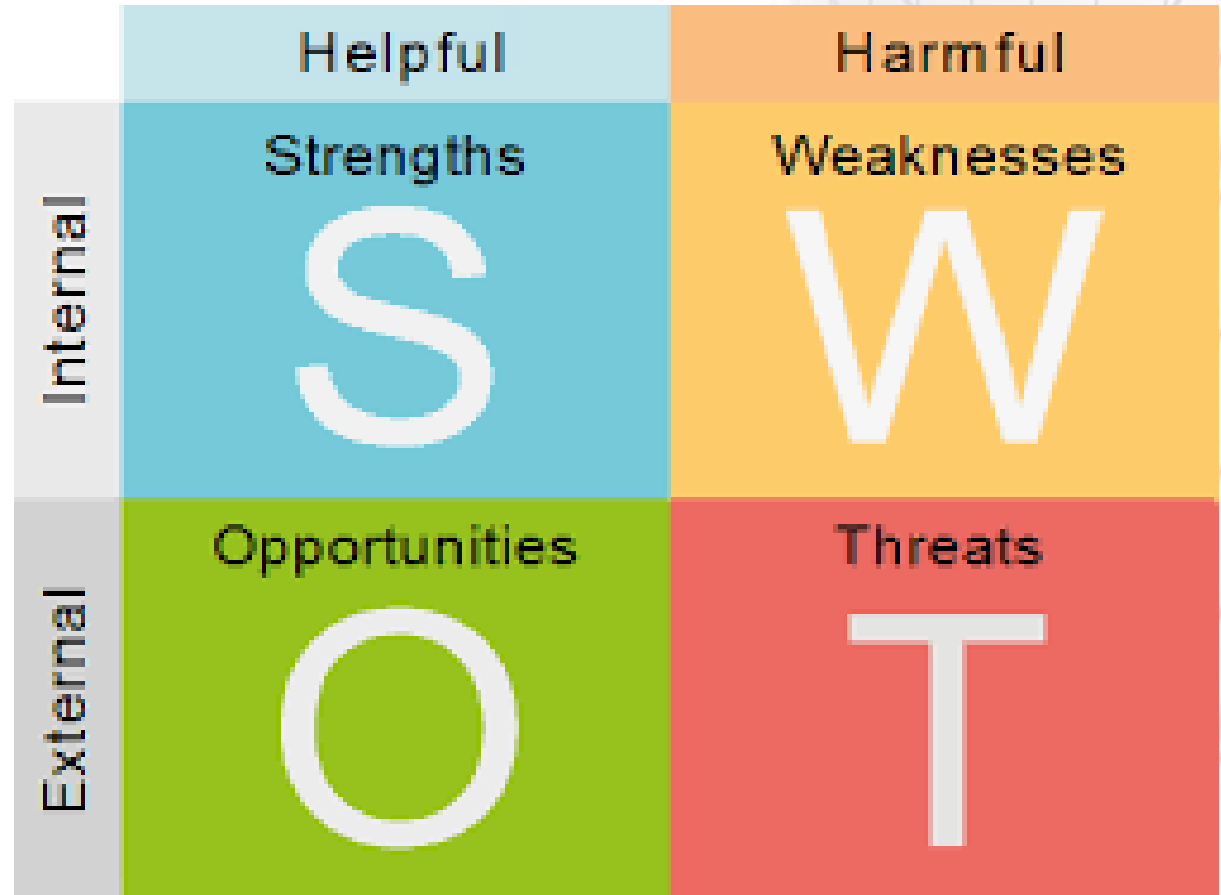 Helpful Harmful
Internal
Strengths Weaknesses
S W
External
Opportunities Threats
O T